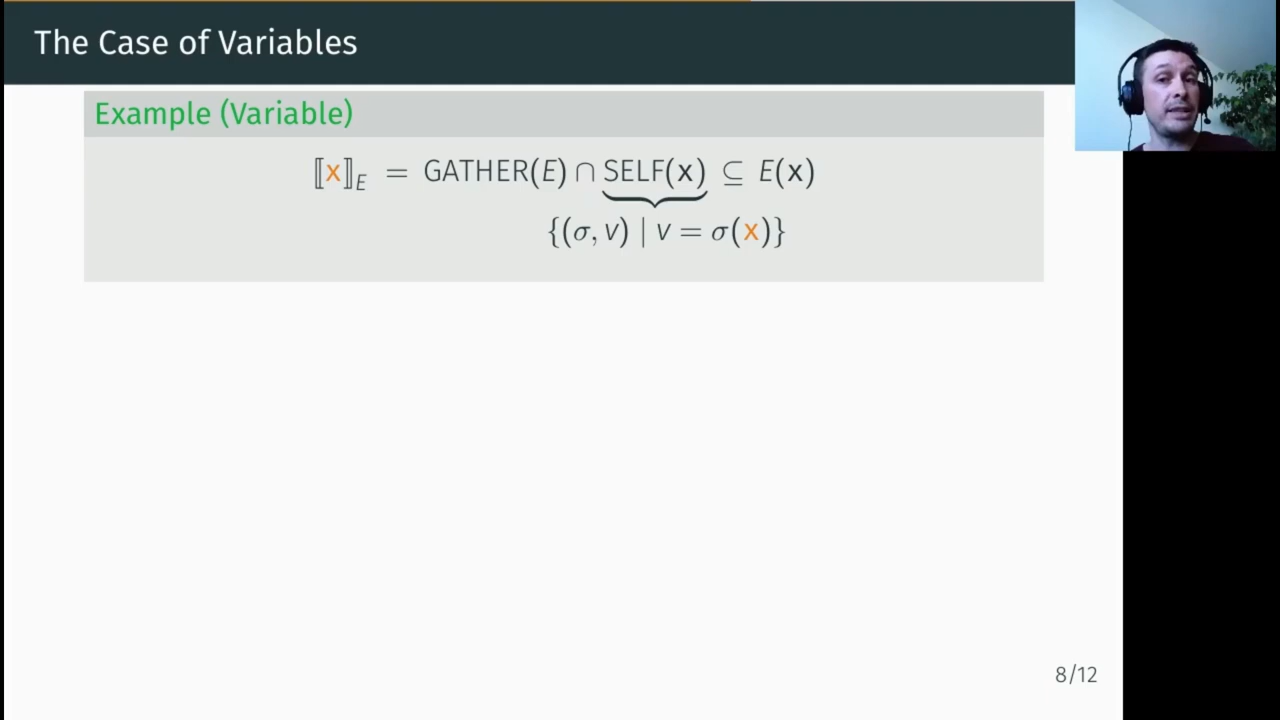 The Case of Variables
Example (Variable)
⟦x⟧_E = GATHER(E) ∩ SELF(x) ⊆ E(x)
{(σ, v) | v = σ(x)}
8/12